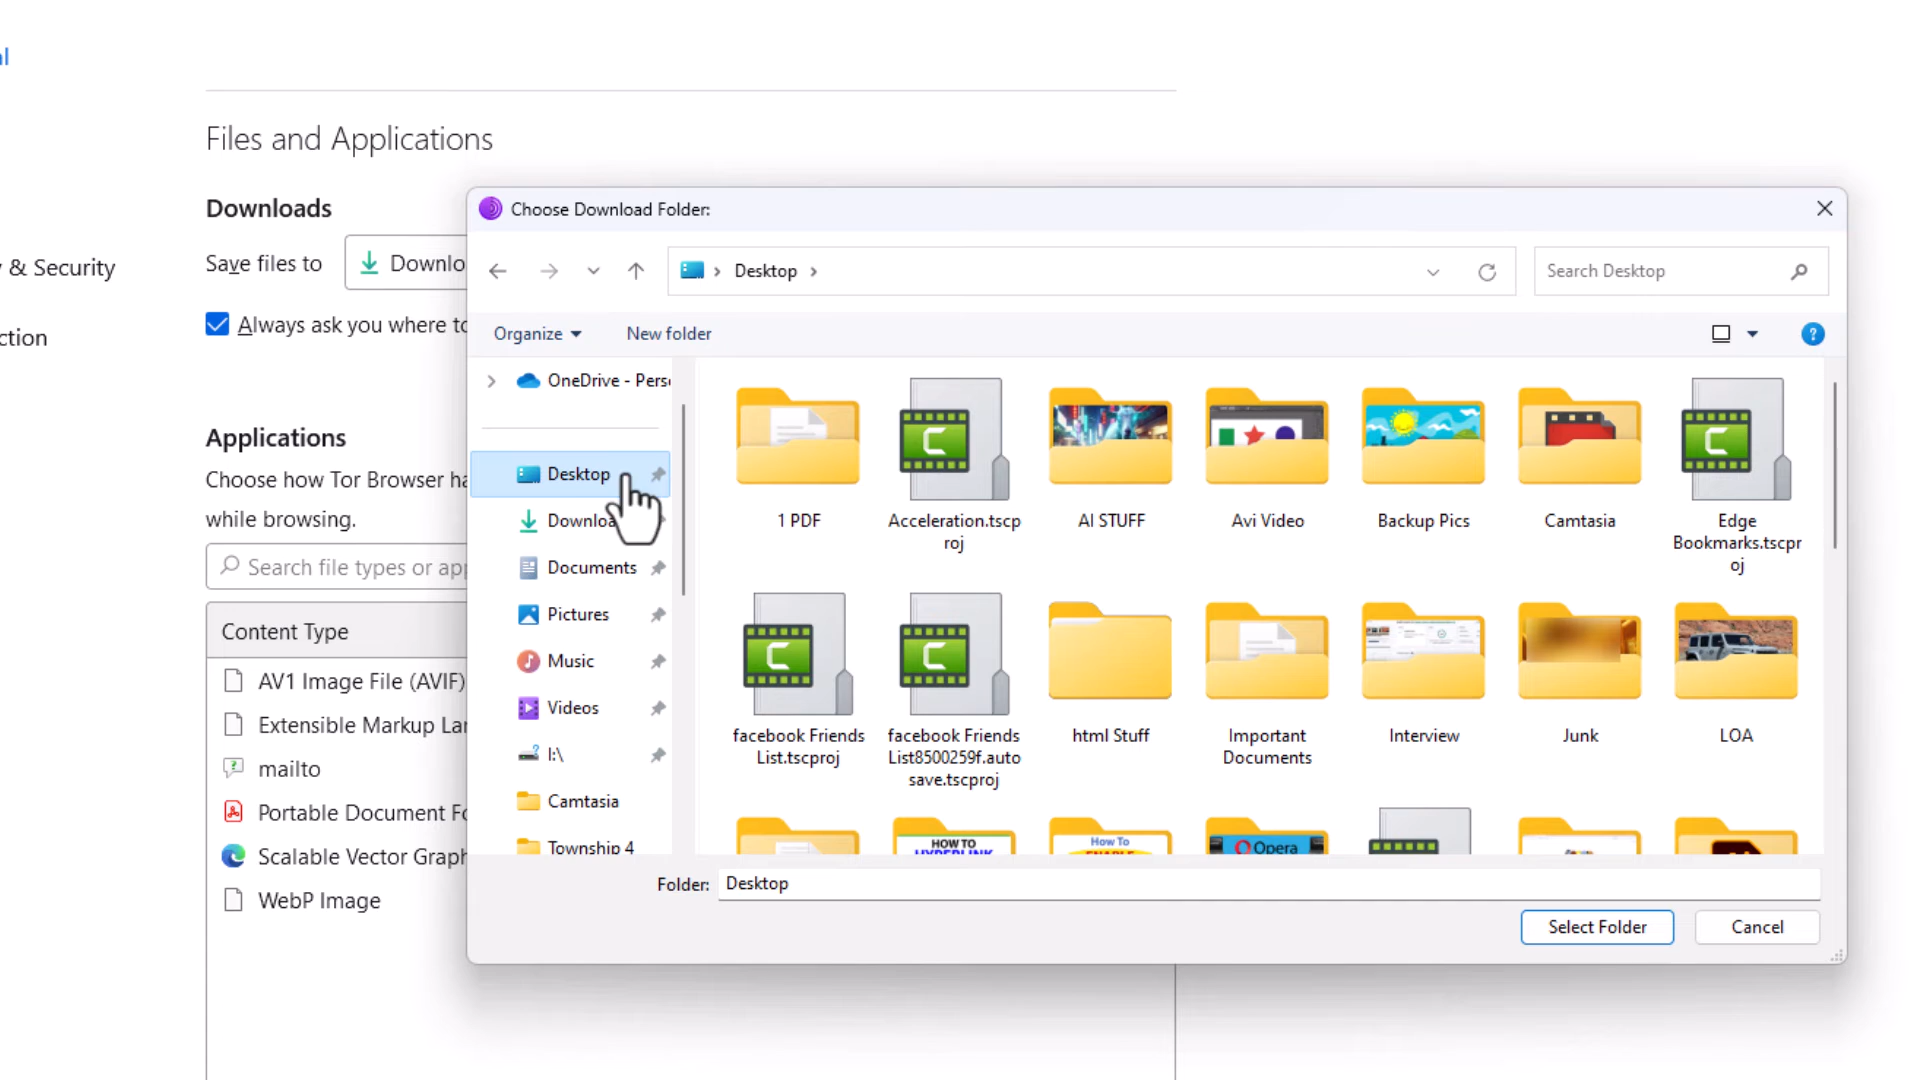 l
Files and Applications
Downloads
Save files to
Downlo
Always ask you where to
y & Security
ction
Applications
Choose how Tor Browser ha
while browsing.
Search file types or app
Content Type
AV1 Image File (AVIF)
Extensible Markup Lan
mailto
Portable Document Fo
Scalable Vector Graph
WebP Image
Choose Download Folder:
Desktop
Search Desktop
Organize
New folder
OneDrive - Perso
Desktop
Downloa
Documents
Pictures
Music
Videos
I:\
Camtasia
Township 4
1 PDF
Acceleration.tscp
roj
AI STUFF
Avi Video
Backup Pics
Camtasia
Edge
Bookmarks.tscpr
oj
facebook Friends
List.tscproj
facebook Friends
List8500259f.auto
save.tscproj
html Stuff
Important
Documents
Interview
Junk
LOA
HOW TO
HYPERLINK
How To
ENABLE
Opera
Folder:
Desktop
Select Folder
Cancel